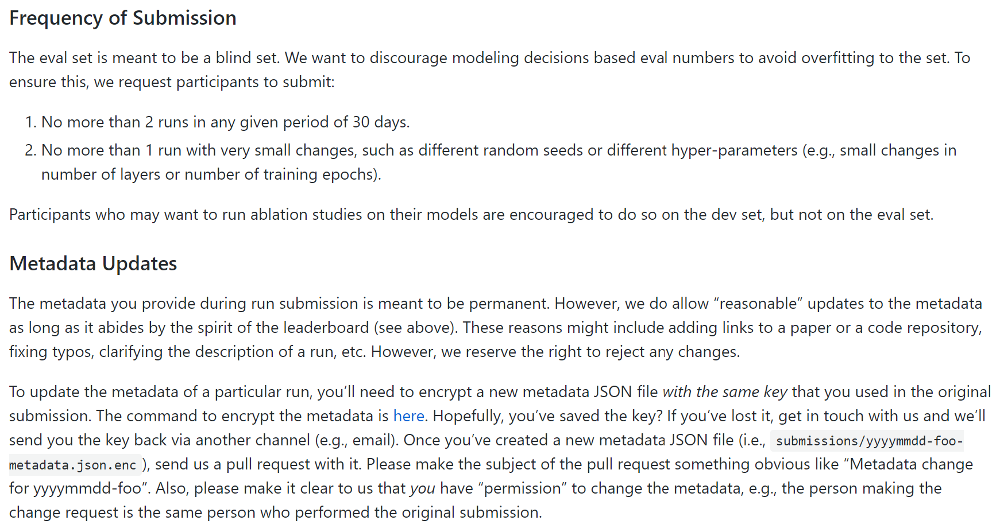 Frequency of Submission
The eval set is meant to be a blind set. We want to discourage modeling decisions based eval numbers to avoid overfitting to the set. To
ensure this, we request participants to submit:
1. No more than 2 runs in any given period of 30 days.
2. No more than 1 run with very small changes, such as different random seeds or different hyper-parameters (e.g., small changes in
number of layers or number of training epochs).
Participants who may want to run ablation studies on their models are encouraged to do so on the dev set, but not on the eval set.
Metadata Updates
The metadata you provide during run submission is meant to be permanent. However, we do allow “reasonable” updates to the metadata
as long as it abides by the spirit of the leaderboard (see above). These reasons might include adding links to a paper or a code repository,
fixing typos, clarifying the description of a run, etc. However, we reserve the right to reject any changes.
To update the metadata of a particular run, you’ll need to encrypt a new metadata JSON file with the same key that you used in the original
submission. The command to encrypt the metadata is here. Hopefully, you’ve saved the key? If you’ve lost it, get in touch with us and we’ll
send you the key back via another channel (e.g., email). Once you’ve created a new metadata JSON file (i.e., submissions/yyyymmdd-foo-
metadata.json.enc ), send us a pull request with it. Please make the subject of the pull request something obvious like “Metadata change
for yyyymmdd-foo”. Also, please make it clear to us that you have “permission” to change the metadata, e.g., the person making the
change request is the same person who performed the original submission.